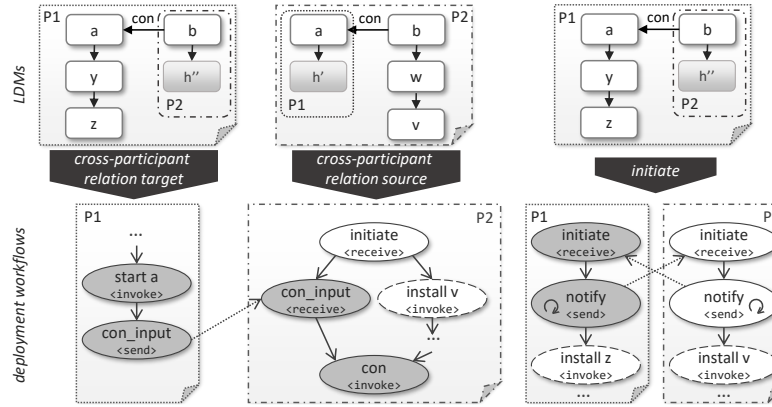 LDMs
P1
a
con
b
y
h''
z
P2
P2
a
con
b
h'
w
P1
v
P1
a
con
b
y
h''
z
P2
cross-participant
relation target
cross-participant
relation source
initiate
deployment workflows
P1
...
start a
<invoke>
con_input
<send>
P2
initiate
<receive>
con_input
<receive>
install v
<invoke>
...
con
<invoke>
P1
initiate
<receive>
notify
<send>
install z
<invoke>
...
P
initiate
<receive>
notify
<send>
install v
<invoke>
...